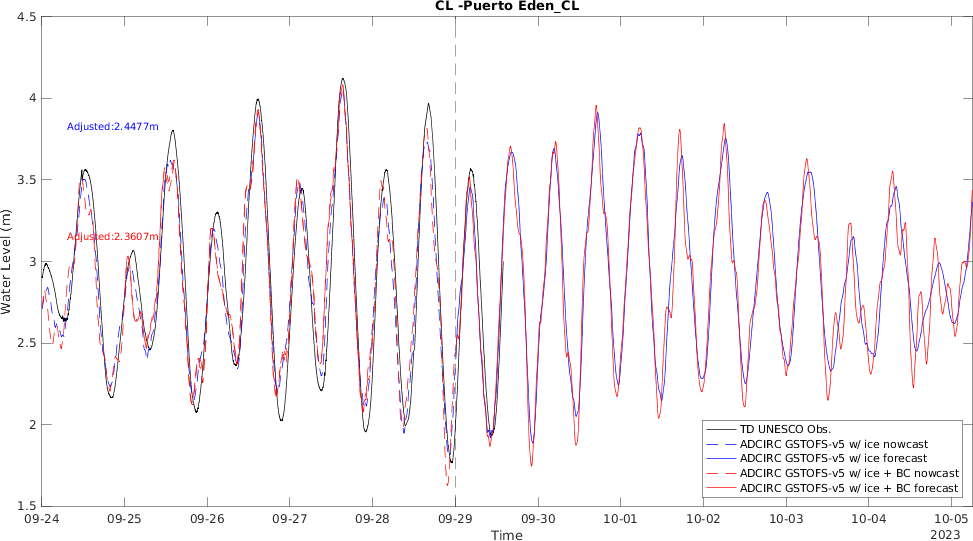 CL -Puerto Eden_CL
4.5
4
3.5
3
2.5
2
1.5
Water Level (m)
Adjusted:2.4477m
Adjusted:2.3607m
TD UNESCO Obs.
ADCIRC GSTOFS-v5 w/ ice nowcast
ADCIRC GSTOFS-v5 w/ ice forecast
ADCIRC GSTOFS-v5 w/ ice + BC nowcast
ADCIRC GSTOFS-v5 w/ ice + BC forecast
09-24 09-25 09-26 09-27 09-28 09-29 09-30 10-01 10-02 10-03 10-04 10-05
2023
Time